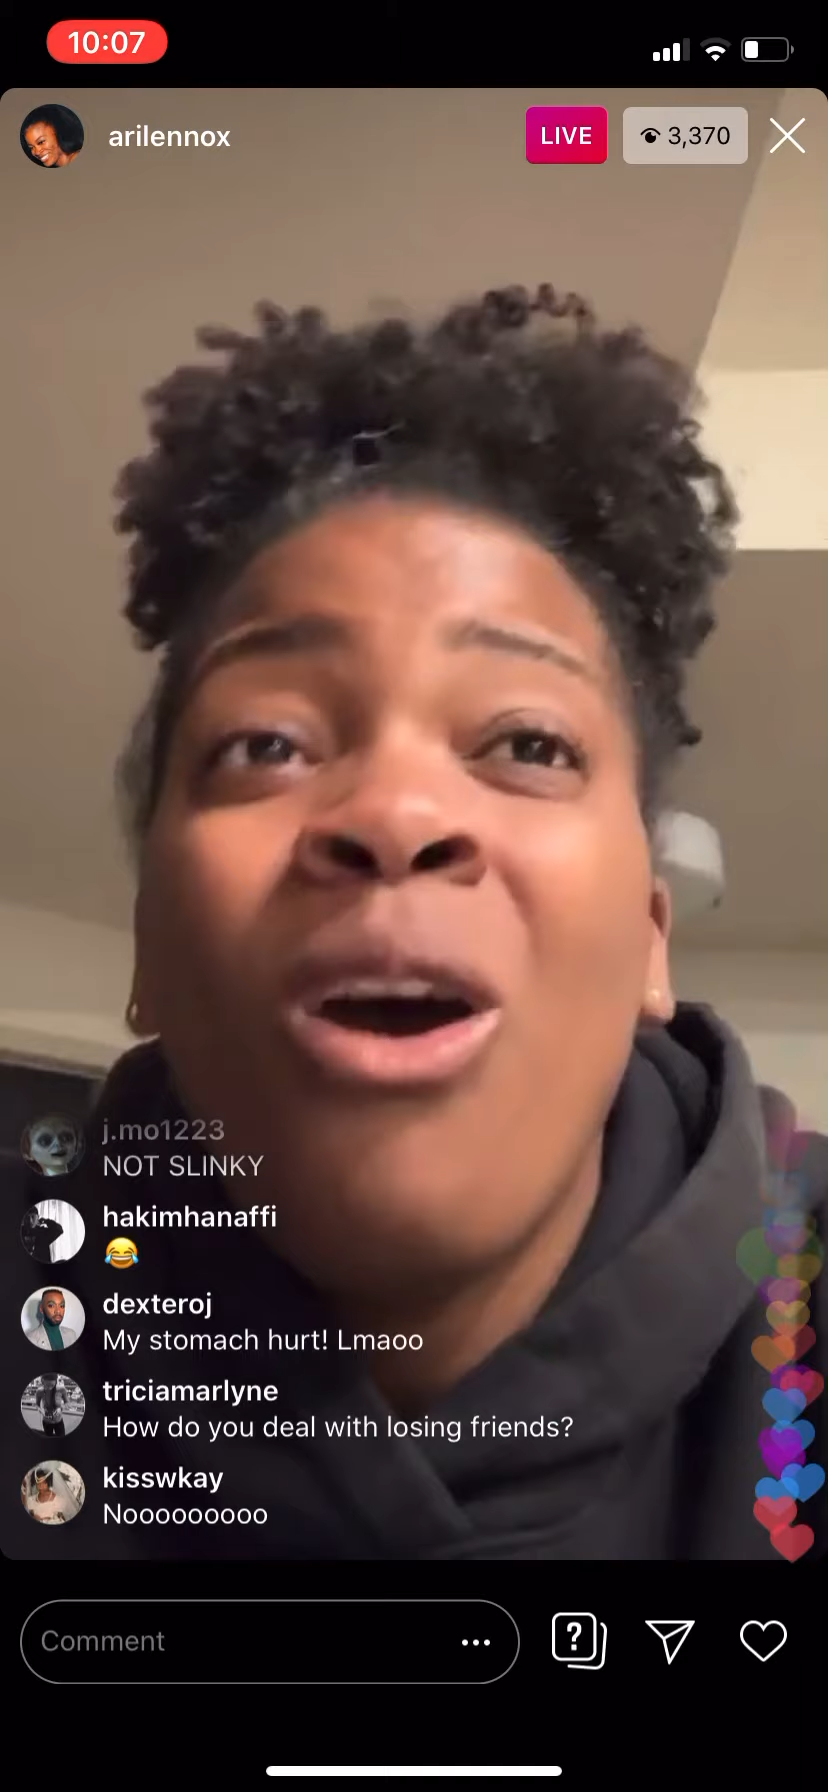 10:07
arilennox
LIVE
3,370
j.mo1223
NOT SLINKY
hakimhanaffi
😂
dexteroj
My stomach hurt! Lmaoo
triciamarlyne
How do you deal with losing friends?
kisswkay
Nooooooooo
Comment